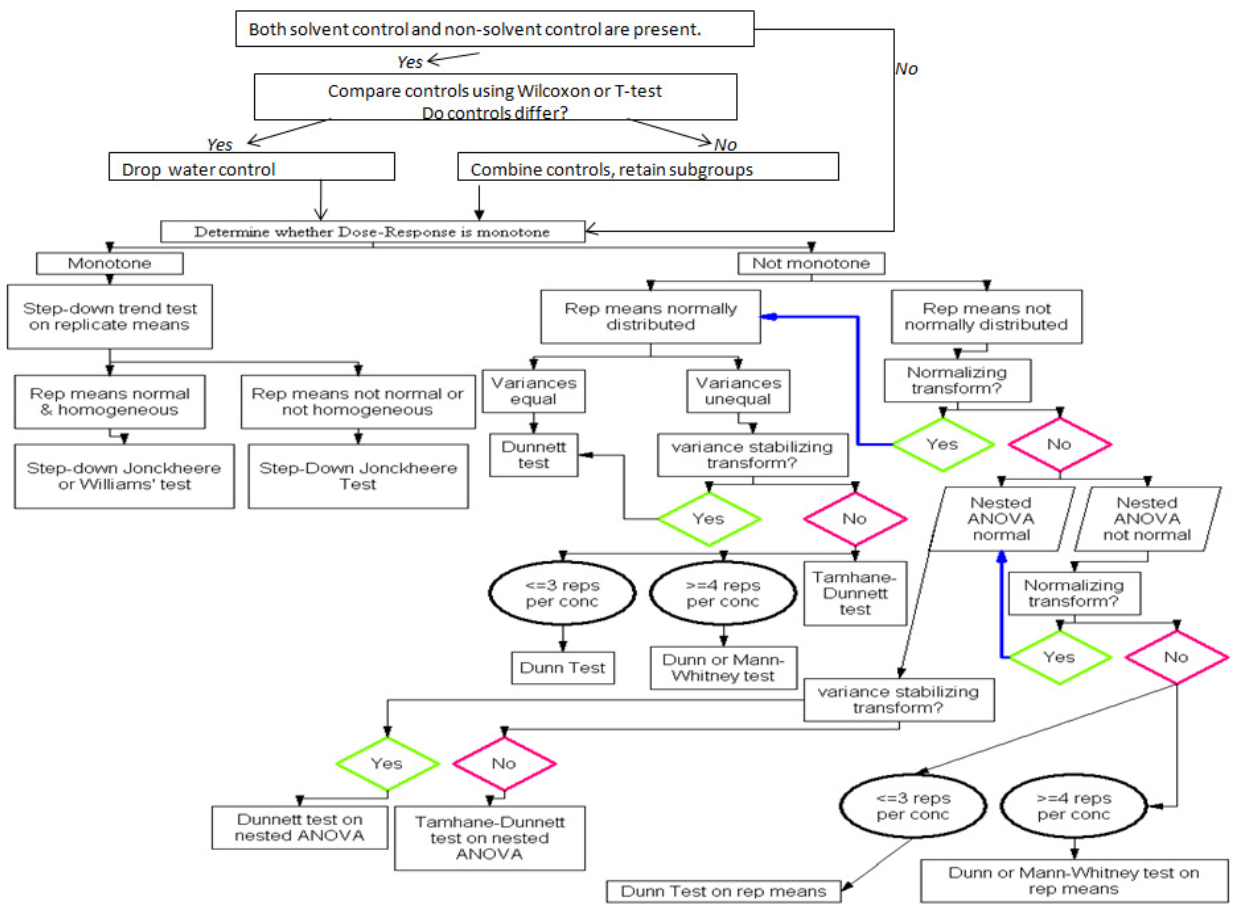 Both solvent control and non-solvent control are present.
Yes
No
Compare controls using Wilcoxon or T-test
Do controls differ?
Yes
No
Drop water control
Combine controls, retain subgroups
Determine whether Dose-Response is monotone
Monotone
Not monotone
Step-down trend test
on replicate means
Rep means normally
distributed
Rep means not
normally distributed
Rep means normal
& homogeneous
Rep means not normal or
not homogeneous
Variances
equal
Variances
unequal
Normalizing
transform?
Step-down Jonckheere
or Williams' test
Step-Down Jonckheere
Test
Dunnett
test
variance stabilizing
transform?
Yes
No
Yes
No
Nested
ANOVA
normal
Nested
ANOVA
not normal
<=3 reps
per conc
>=4 reps
per conc
Tamhane-
Dunnett
test
Normalizing
transform?
Dunn Test
Dunn or Mann-
Whitney test
Yes
No
variance stabilizing
transform?
Yes
No
<=3 reps
per conc
>=4 reps
per conc
Dunnett test on
nested ANOVA
Tamhane-Dunnett
test on nested
ANOVA
Dunn Test on rep means
Dunn or Mann-Whitney test on
rep means